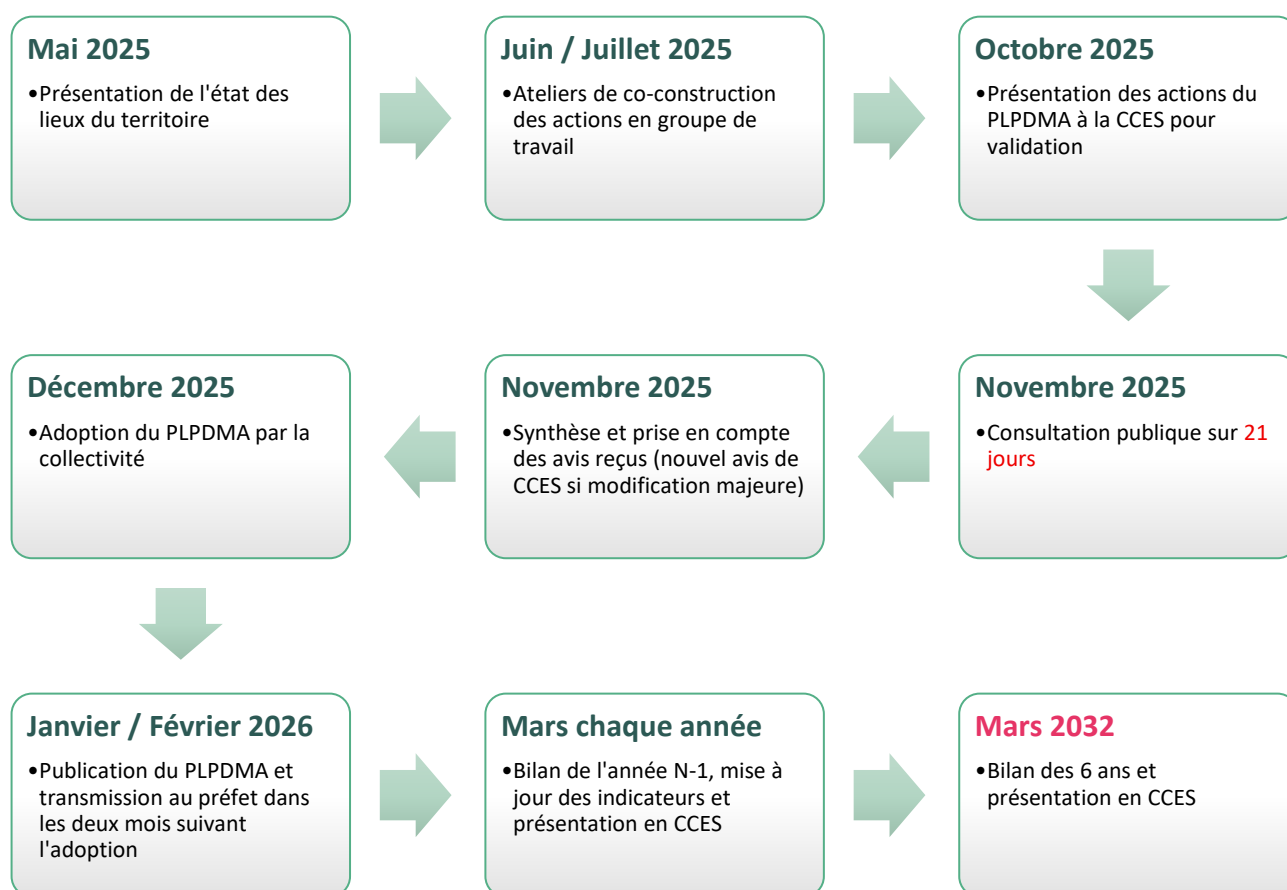 Mai 2025
•Présentation de l'état des
lieux du territoire
Juin / Juillet 2025
•Ateliers de co-construction
des actions en groupe de
travail
Octobre 2025
•Présentation des actions du
PLPDMA à la CCES pour
validation
Novembre 2025
•Consultation publique sur 21
jours
Novembre 2025
•Synthèse et prise en compte
des avis reçus (nouvel avis de
CCES si modification majeure)
Décembre 2025
•Adoption du PLPDMA par la
collectivité
Janvier / Février 2026
•Publication du PLPDMA et
transmission au préfet dans
les deux mois suivant
l'adoption
Mars chaque année
•Bilan de l'année N-1, mise à
jour des indicateurs et
présentation en CCES
Mars 2032
•Bilan des 6 ans et
présentation en CCES